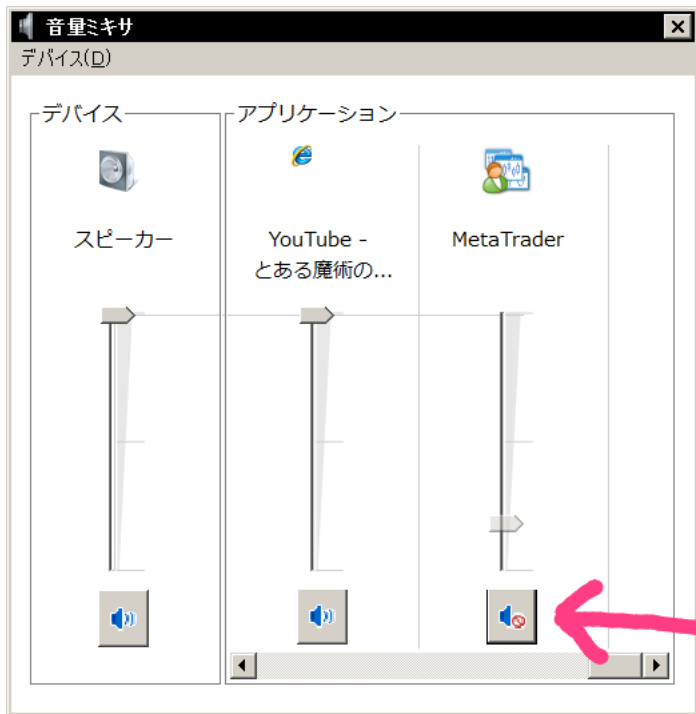 音量ミキサ
デバイス(D)
デバイス
アプリケーション
スピーカー
YouTube -
とある魔術の...
MetaTrader